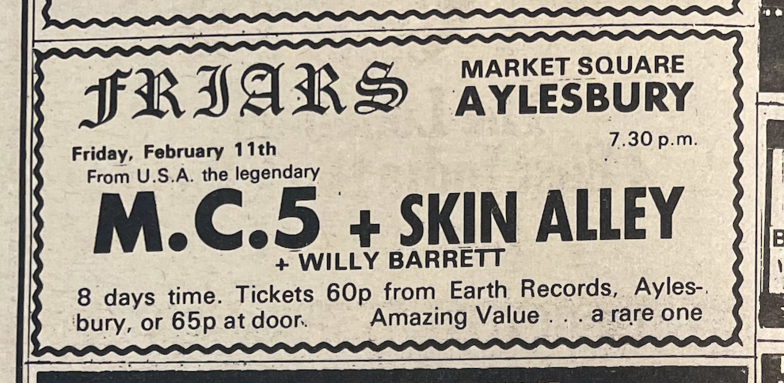 FRIARS
MARKET SQUARE
AYLESBURY
7.30 p.m.
Friday, February 11th
From U.S.A. the legendary
M.C.5 + SKIN ALLEY
+ WILLY BARRETT
8 days time. Tickets 60p from Earth Records, Ayles-
bury, or 65p at door. Amazing Value . . . a rare one
B